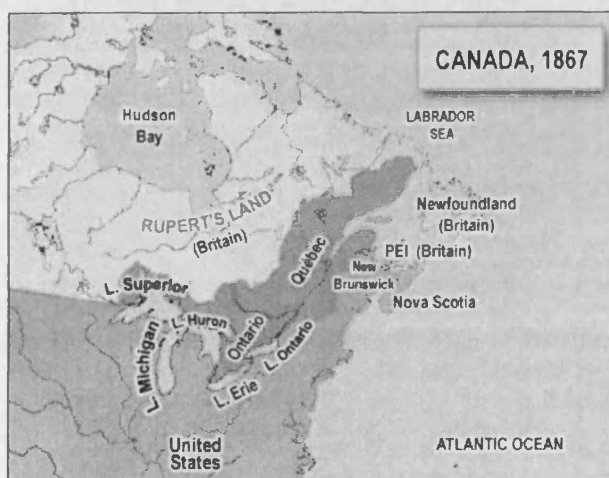 CANADA, 1867
Hudson
Bay
LABRADOR
SEA
RUPERT'S LAND
(Britain)
Newfoundland
(Britain)
PEI (Britain)
Québec
New
Brunswick
Nova Scotia
L. Superior
L. Huron
L. Michigan
Ontario
L. Ontario
L. Erie
United
States
ATLANTIC OCEAN